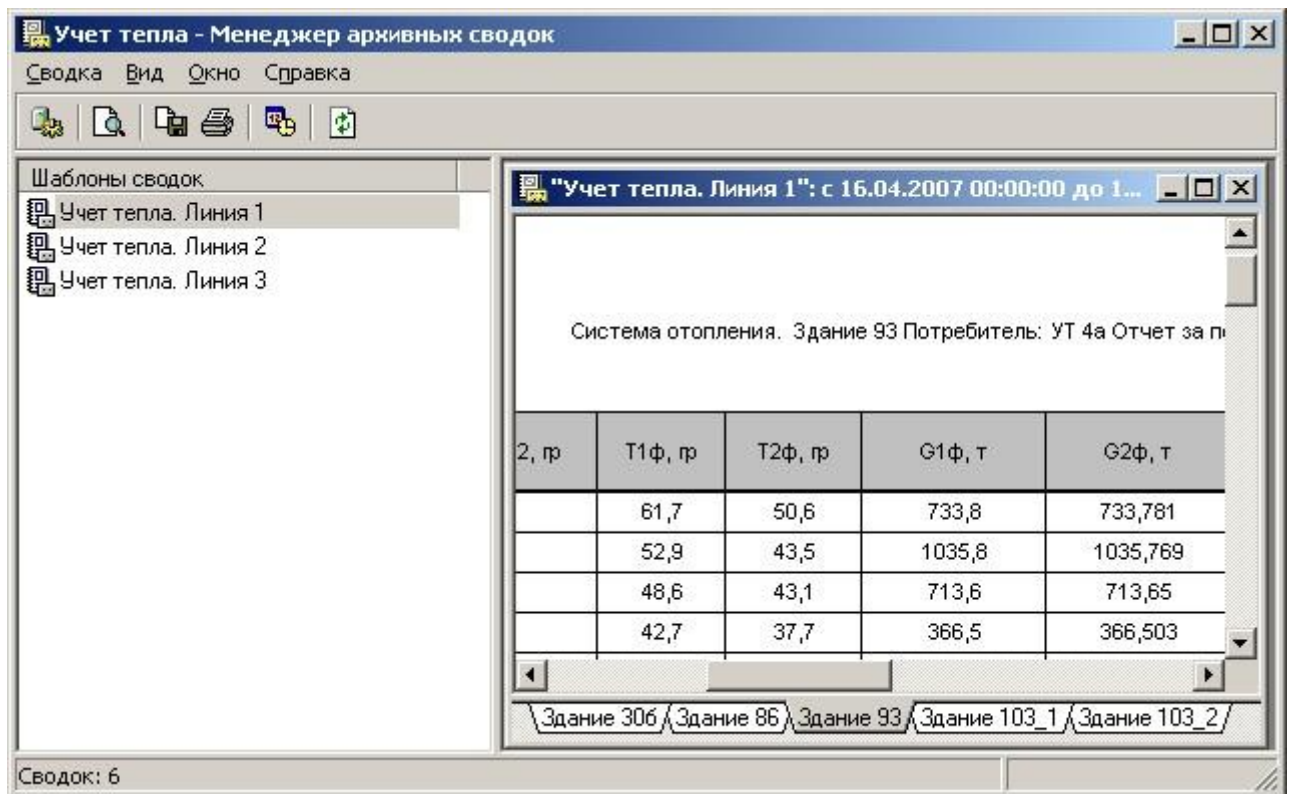 Учет тепла - Менеджер архивных сводок
Сводка Вид Окно Справка
Шаблоны сводок
Учет тепла. Линия 1
Учет тепла. Линия 2
Учет тепла. Линия 3
"Учет тепла. Линия 1": с 16.04.2007 00:00:00 до 1...
Система отопления. Здание 93 Потребитель: УТ 4а Отчет за п
2, гр T1ф, гр T2ф, гр G1ф, т G2ф, т
61,7 50,6 733,8 733,781
52,9 43,5 1035,8 1035,769
48,6 43,1 713,6 713,65
42,7 37,7 366,5 366,503
Здание 30б Здание 86 Здание 93 Здание 103_1 Здание 103_2
Сводок: 6